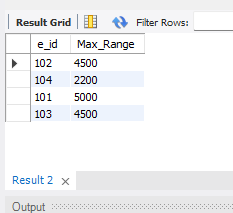 Result Grid Filter Rows:
e_id Max_Range
102 4500
104 2200
101 5000
103 4500
Result 2 ×
Output